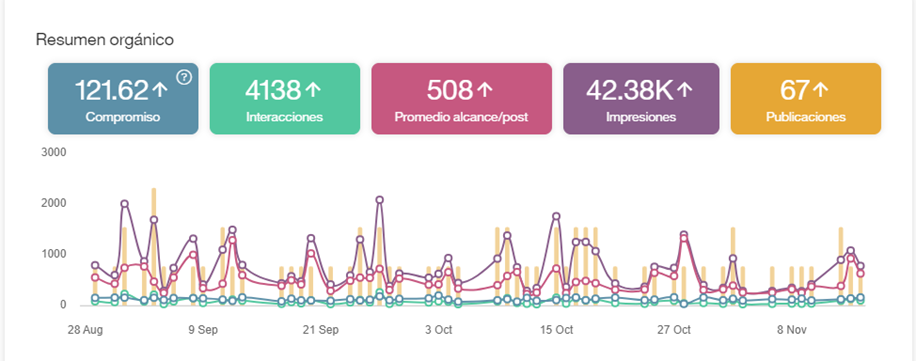 Resumen orgánico
121.62 ↑ ?
Compromiso
4138 ↑
Interacciones
508 ↑
Promedio alcance/post
42.38K ↑
Impresiones
67 ↑
Publicaciones
3000
2000
1000
0
28 Aug 9 Sep 21 Sep 3 Oct 15 Oct 27 Oct 8 Nov